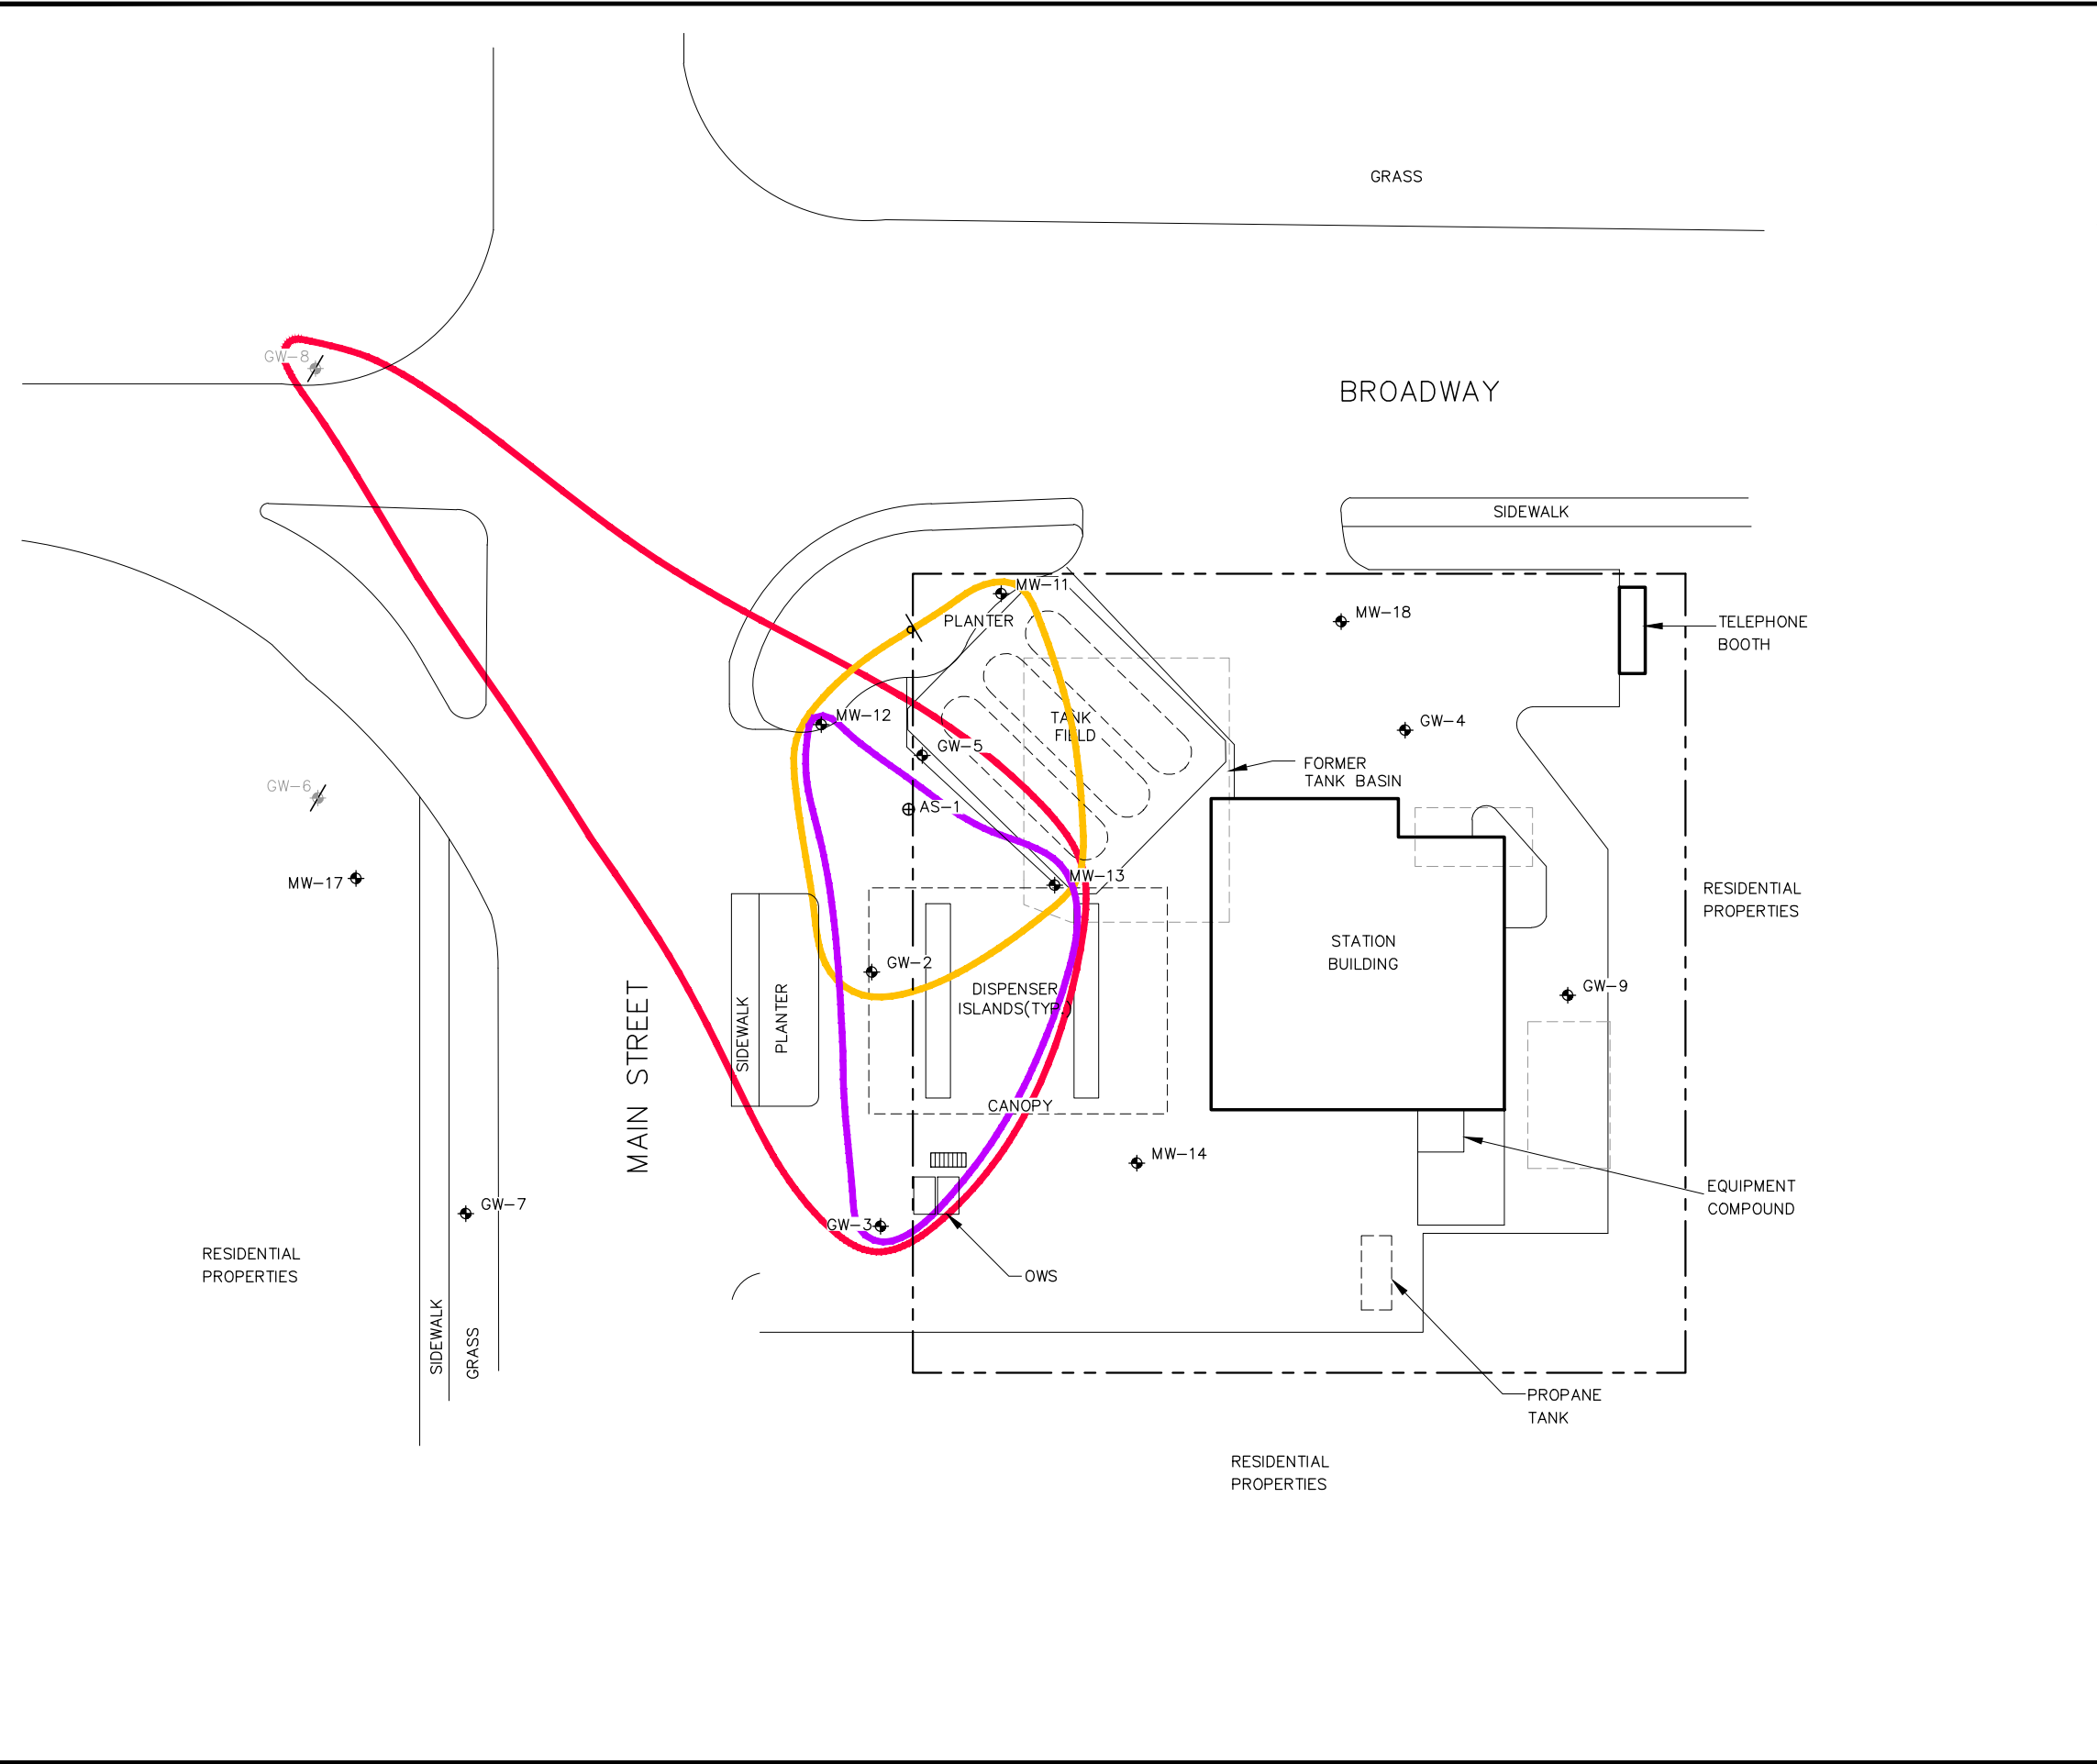 GRASS
GW-8
BROADWAY
SIDEWALK
MW-11
MW-18
PLANTER
TELEPHONE
BOOTH
MW-12
TANK
FIELD
GW-4
GW-5
FORMER
TANK BASIN
GW-6
AS-1
MW-17
MW-13
RESIDENTIAL
PROPERTIES
STATION
BUILDING
GW-2
DISPENSER
ISLANDS(TYP.)
GW-9
SIDEWALK
PLANTER
MAIN STREET
CANOPY
MW-14
EQUIPMENT
COMPOUND
GW-7
GW-3
RESIDENTIAL
PROPERTIES
OWS
SIDEWALK
GRASS
PROPANE
TANK
RESIDENTIAL
PROPERTIES